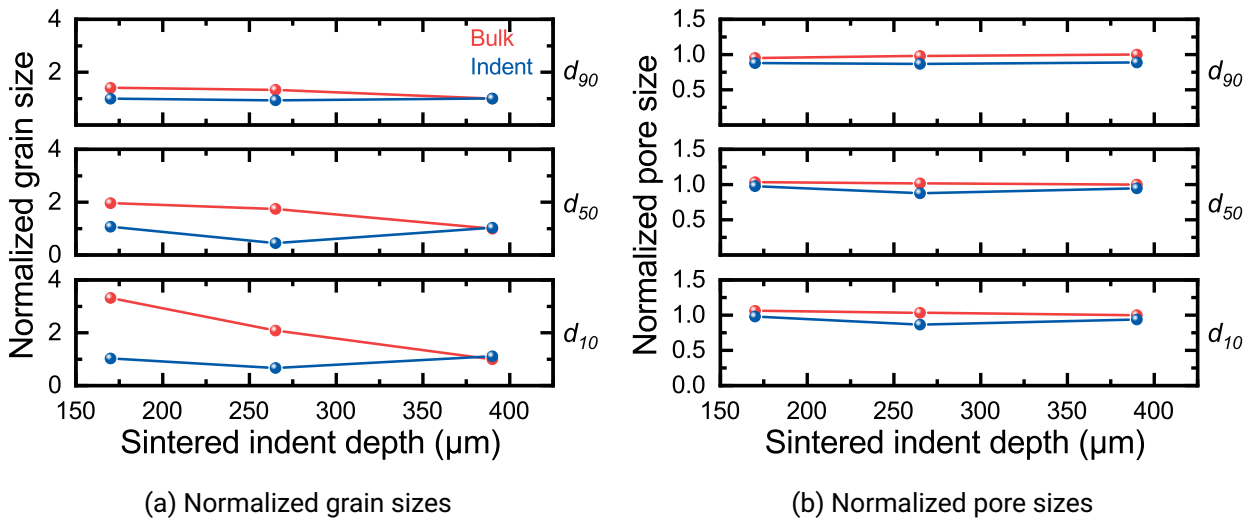 Normalized grain size
4
2
Bulk
Indent
d90
4
2
0
d50
4
2
0
d10
150 200 250 300 350 400
Sintered indent depth (μm)
(a) Normalized grain sizes
Normalized pore size
1.5
1.0
0.5
d90
1.5
1.0
0.5
d50
1.5
1.0
0.5
0.0
d10
150 200 250 300 350 400
Sintered indent depth (μm)
(b) Normalized pore sizes